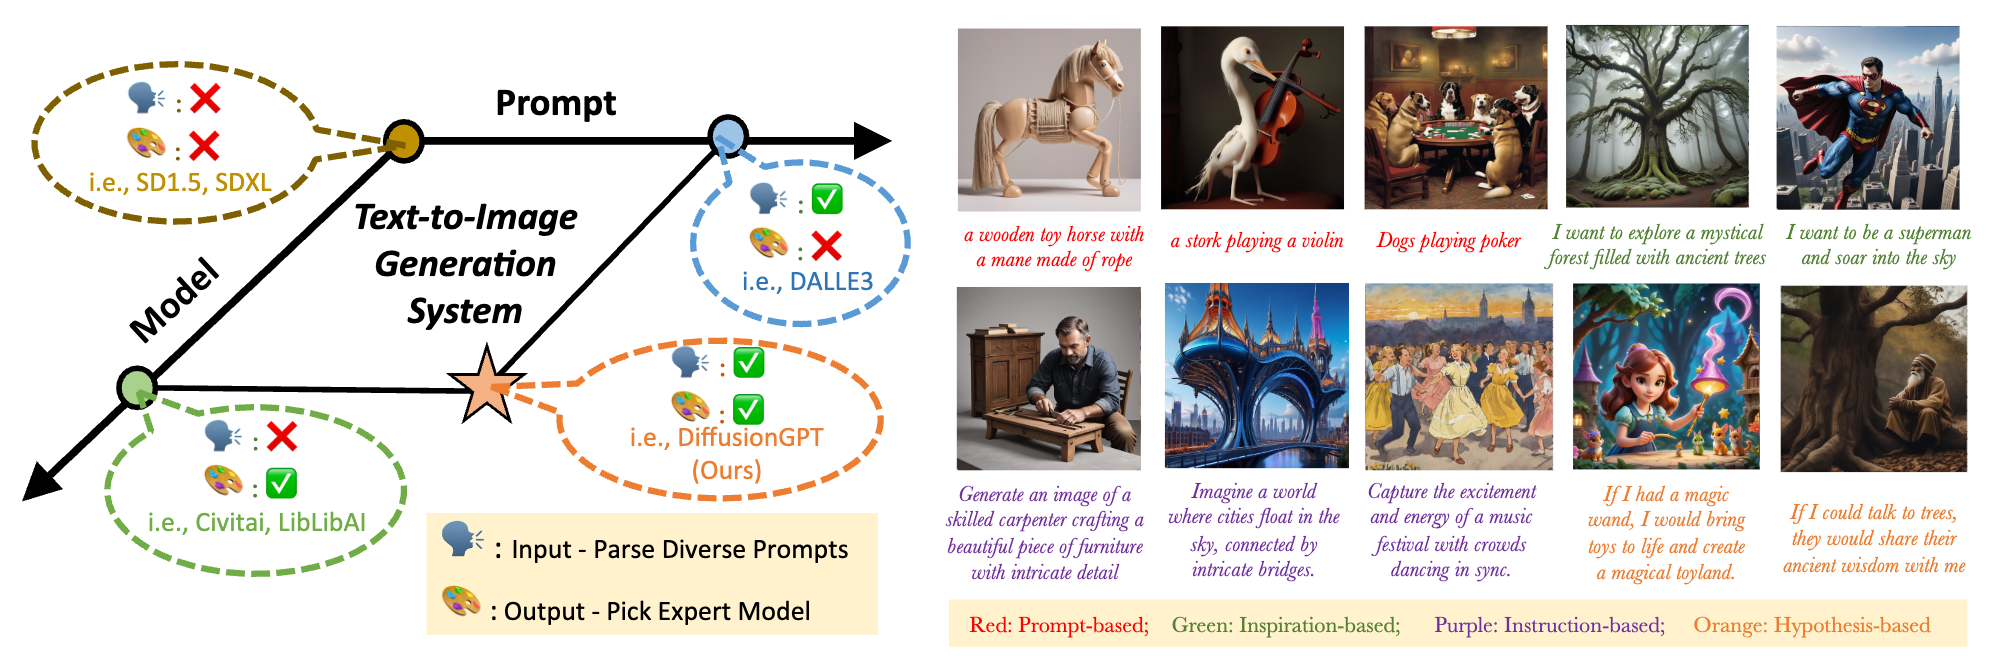 Prompt
Model
Text-to-Image
Generation
System
:
:
i.e., SD1.5, SDXL
:
:
i.e., DALLE3
:
:
i.e., DiffusionGPT
(Ours)
:
:
i.e., Civitai, LibLibAI
: Input - Parse Diverse Prompts
: Output - Pick Expert Model
a wooden toy horse with
a mane made of rope
a stork playing a violin
Dogs playing poker
I want to explore a mystical
forest filled with ancient trees
I want to be a superman
and soar into the sky
Generate an image of a
skilled carpenter crafting a
beautiful piece of furniture
with intricate detail
Imagine a world
where cities float in the
sky, connected by
intricate bridges.
Capture the excitement
and energy of a music
festival with crowds
dancing in sync.
If I had a magic
wand, I would bring
toys to life and create
a magical toyland.
If I could talk to trees,
they would share their
ancient wisdom with me
Red: Prompt-based; Green: Inspiration-based; Purple: Instruction-based; Orange: Hypothesis-based